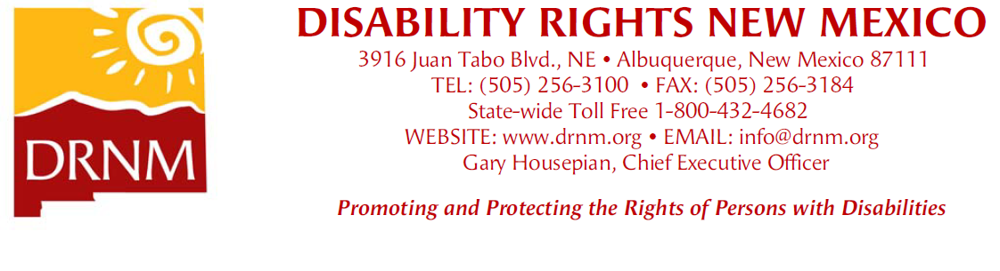 DRNM
DISABILITY RIGHTS NEW MEXICO
3916 Juan Tabo Blvd., NE • Albuquerque, New Mexico 87111
TEL: (505) 256-3100 • FAX: (505) 256-3184
State-wide Toll Free 1-800-432-4682
WEBSITE: www.drnm.org • EMAIL: info@drnm.org
Gary Housepian, Chief Executive Officer
Promoting and Protecting the Rights of Persons with Disabilities